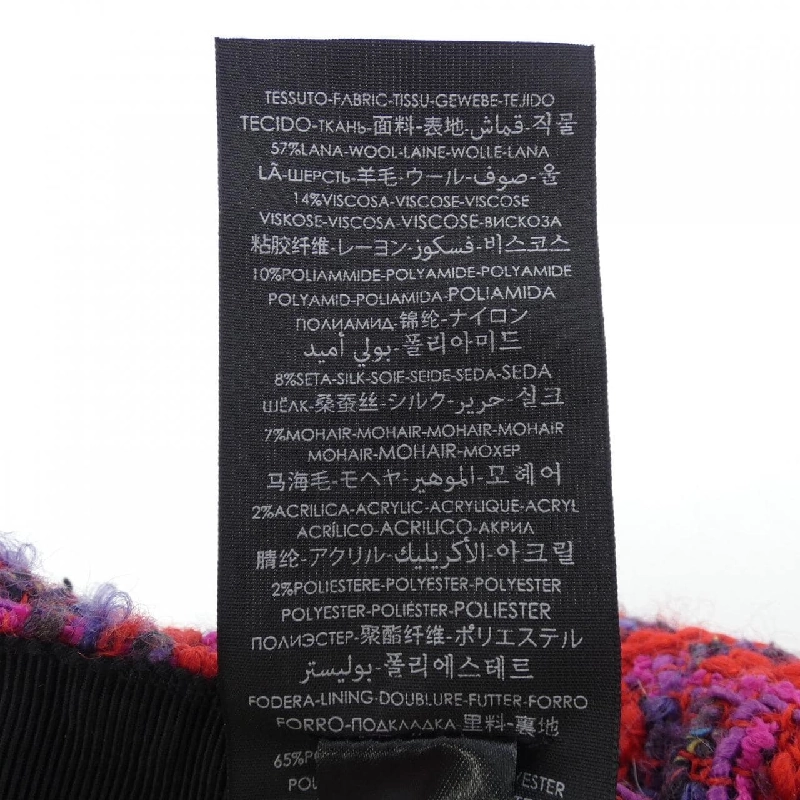 TESSUTO-FABRIC-TISSU-GEWEBE-TEJIDO
TECIDO-ТКАНЬ-面料-表地-قماش-직물
57%LANA-WOOL-LAINE-WOLLE-LANA
LÃ-ШЕРСТЬ-羊毛-ウール-صوف-울
14%VISCOSA-VISCOSE-VISCOSE
VISKOSE-VISCOSA-VISCOSE-ВИСКОЗА
粘胶纤维-レーヨン-فسكوز-비스코스
10%POLIAMMIDE-POLYAMIDE-POLYAMIDE
POLYAMID-POLIAMIDA-POLIAMIDA
ПОЛИАМИД-锦纶-ナイロン
بولي أميد-폴리아미드
8%SETA-SILK-SOIE-SEIDE-SEDA-SEDA
ШЁЛК-桑蚕丝-シルク-حرير-실크
7%MOHAIR-MOHAIR-MOHAIR-MOHAIR
MOHAIR-MOHAIR-МОХЕР
马海毛-モヘヤ-الموهير-모헤어
2%ACRILICA-ACRYLIC-ACRYLIQUE-ACRYL
ACRÍLICO-ACRILICO-АКРИЛ
腈纶-アクリル-الأكريليك-아크릴
2%POLIESTERE-POLYESTER-POLYESTER
POLYESTER-POLIÉSTER-POLIESTER
ПОЛИЭСТЕР-聚酯纤维-ポリエステル
بوليستر-폴리에스테르
FODERA-LINING-DOUBLURE-FUTTER-FORRO
FORRO-ПОДКЛАДКА-里料-裏地
65%P
POL YESTER